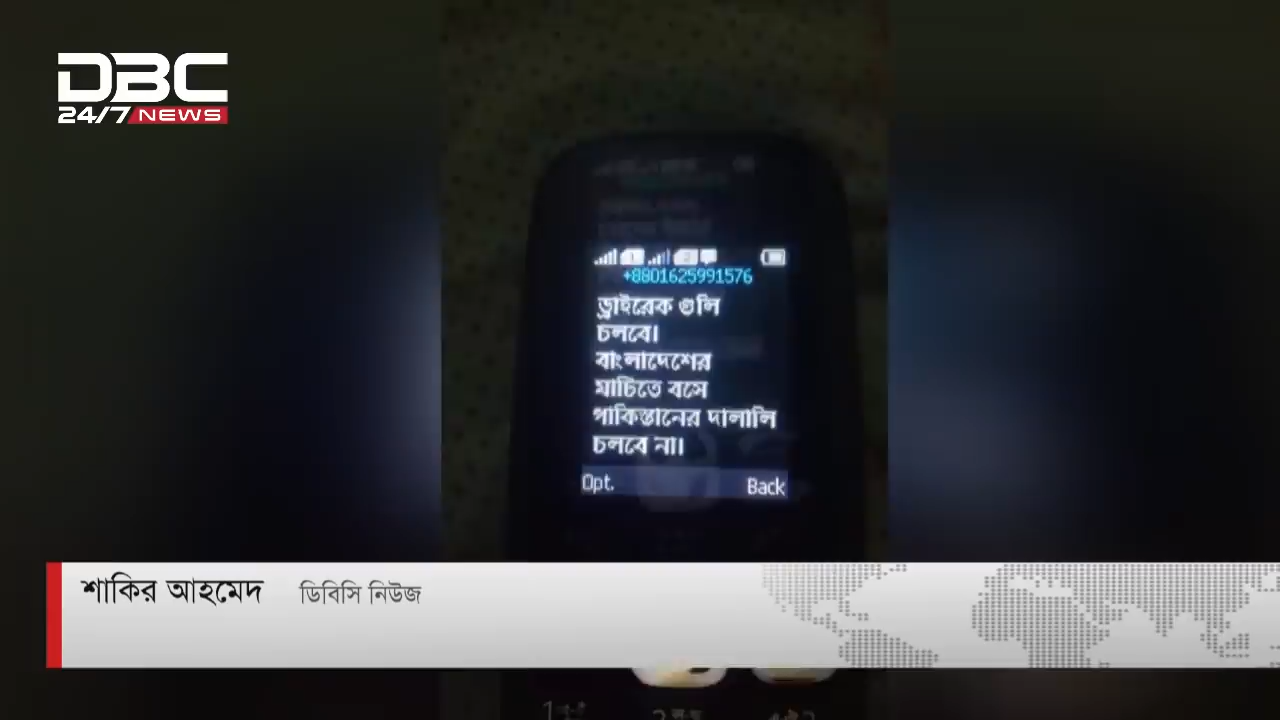 DBC
24/7 NEWS
+8801625991576
ড্রাইরেক গুলি
চলবে।
বাংলাদেশের
মাটিতে বসে
পাকিস্তানের দালালি
চলবে না।
Opt. Back
শাকির আহমেদ ডিবিসি নিউজ